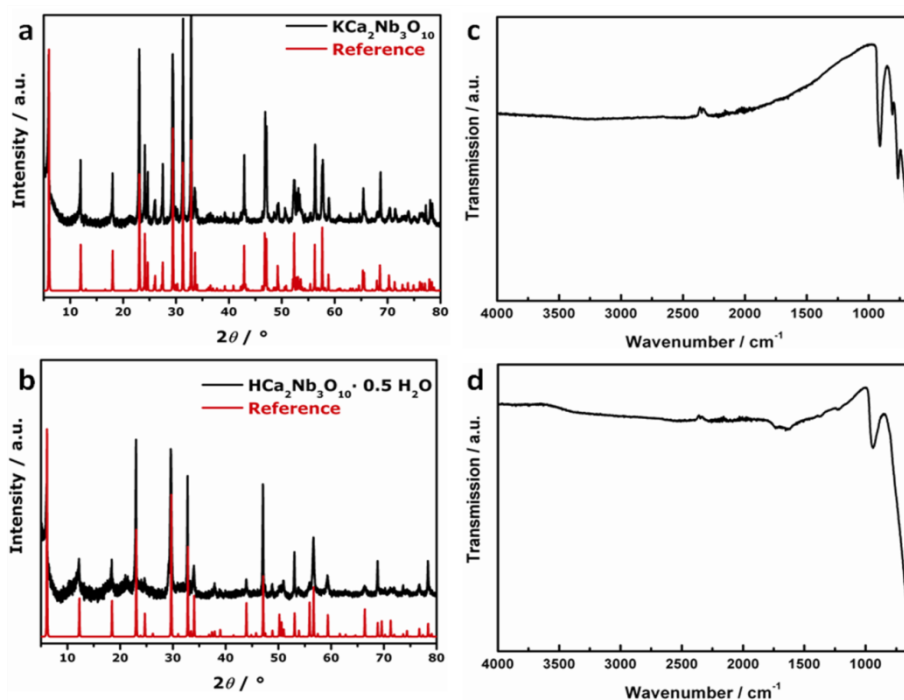 a
KCa₂Nb₃O₁₀
Reference
Intensity / a.u.
10 20 30 40 50 60 70 80
2θ / °
c
Transmission / a.u.
4000 3500 3000 2500 2000 1500 1000
Wavenumber / cm⁻¹
b
HCa₂Nb₃O₁₀· 0.5 H₂O
Reference
Intensity / a.u.
10 20 30 40 50 60 70 80
2θ / °
d
Transmission / a.u.
4000 3500 3000 2500 2000 1500 1000
Wavenumber / cm⁻¹